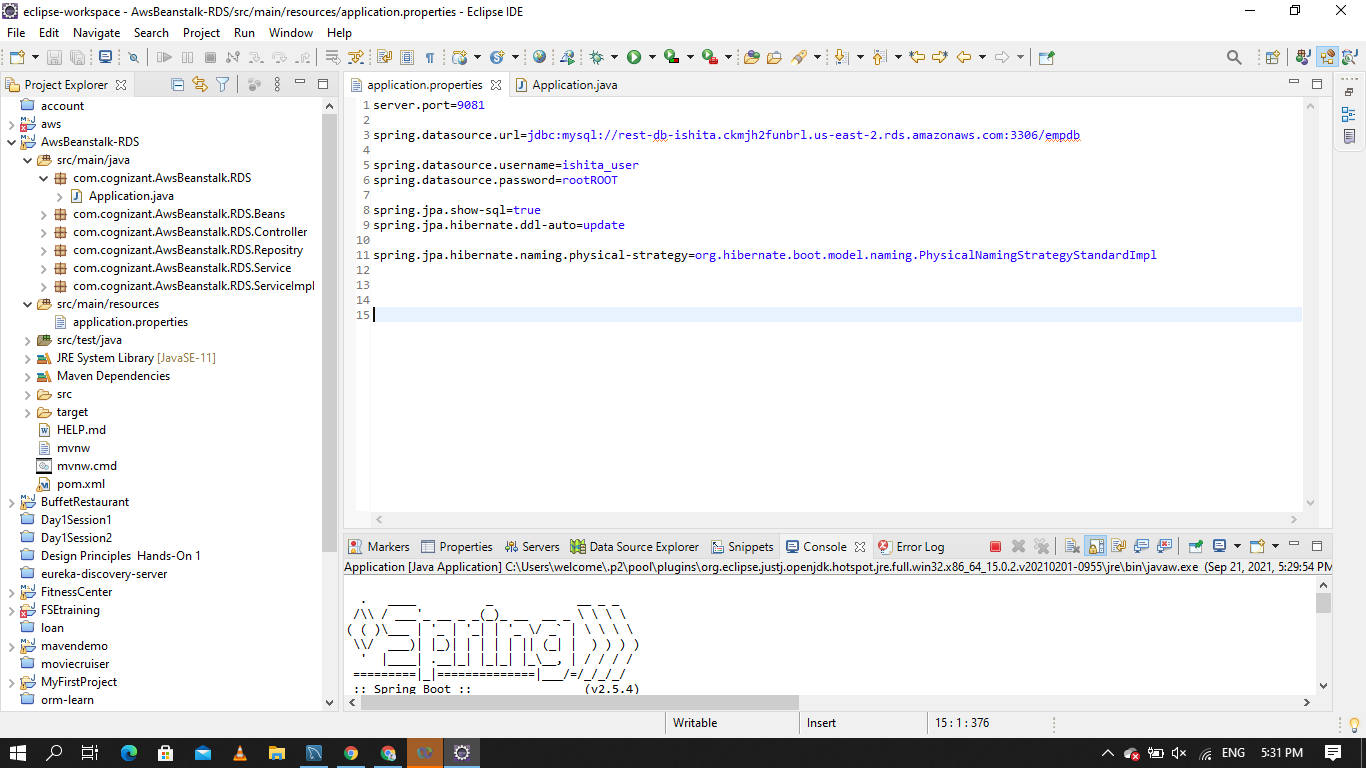 eclipse-workspace - AwsBeanstalk-RDS/src/main/resources/application.properties - Eclipse IDE
File Edit Navigate Search Project Run Window Help
Project Explorer
account
aws
AwsBeanstalk-RDS
src/main/java
com.cognizant.AwsBeanstalk.RDS
Application.java
com.cognizant.AwsBeanstalk.RDS.Beans
com.cognizant.AwsBeanstalk.RDS.Controller
com.cognizant.AwsBeanstalk.RDS.Repositry
com.cognizant.AwsBeanstalk.RDS.Service
com.cognizant.AwsBeanstalk.RDS.ServiceImpl
src/main/resources
application.properties
src/test/java
JRE System Library [JavaSE-11]
Maven Dependencies
src
target
HELP.md
mvnw
mvnw.cmd
pom.xml
BuffetRestaurant
Day1Session1
Day1Session2
Design Principles Hands-On 1
eureka-discovery-server
FitnessCenter
FSEtraining
loan
mavendemo
moviecruiser
MyFirstProject
orm-learn
application.properties Application.java
1 server.port=9081
2
3 spring.datasource.url=jdbc:mysql://rest-db-ishita.ckmjh2funbrl.us-east-2.rds.amazonaws.com:3306/empdb
4
5 spring.datasource.username=ishita_user
6 spring.datasource.password=rootROOT
7
8 spring.jpa.show-sql=true
9 spring.jpa.hibernate.ddl-auto=update
10
11 spring.jpa.hibernate.naming.physical-strategy=org.hibernate.boot.model.naming.PhysicalNamingStrategyStandardImpl
12
13
14
15
Markers Properties Servers Data Source Explorer Snippets Console Error Log
Application [Java Application] C:\Users\welcome\.p2\pool\plugins\org.eclipse.justj.openjdk.hotspot.jre.full.win32.x86_64_15.0.2.v20210201-0955\jre\bin\javaw.exe (Sep 21, 2021, 5:29:54 PM
Spring
:: Spring Boot :: (v2.5.4)
Writable Insert 15 : 1 : 376
ENG 5:31 PM